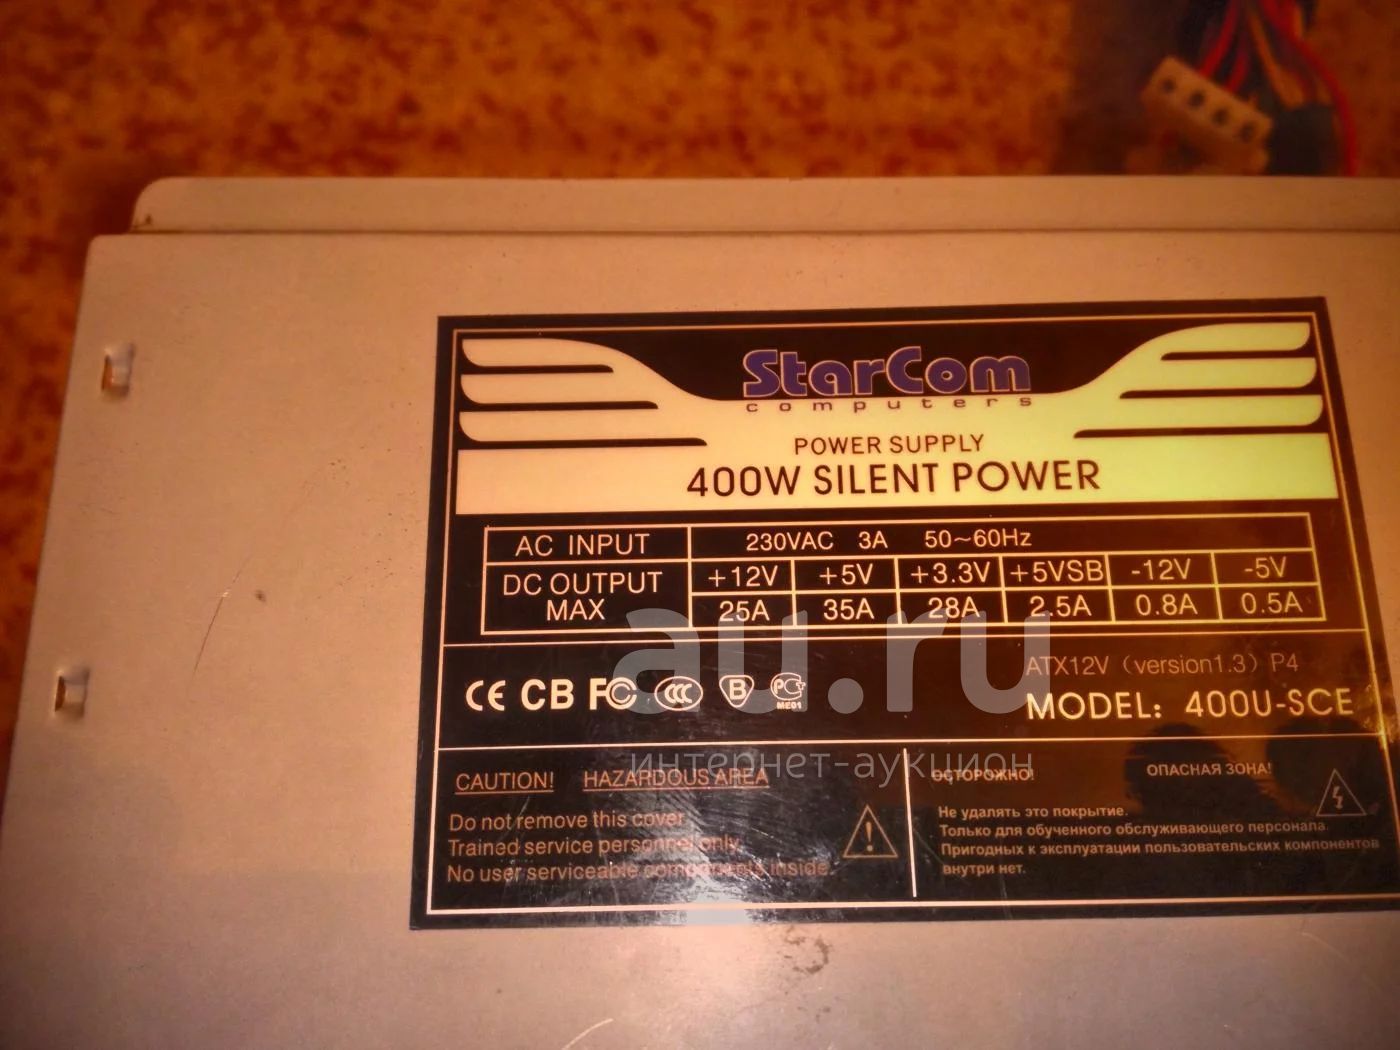 StarCom
computers
POWER SUPPLY
400W SILENT POWER
AC INPUT 230VAC 3A 50~60Hz
DC OUTPUT MAX +12V +5V +3.3V +5VSB -12V -5V
25A 35A 28A 2.5A 0.8A 0.5A
au.ru
интернет-аукцион
ATX12V (version1.3) P4
CE CB FC CCC B PCT ME01
MODEL: 400U-SCE
CAUTION! HAZARDOUS AREA
Do not remove this cover
Trained service personnel only.
No user serviceable components inside.
ОСТОРОЖНО! ОПАСНАЯ ЗОНА!
Не удалять это покрытие.
Только для обученного обслуживающего персонала.
Пригодных к эксплуатации пользовательских компонентов
внутри нет.